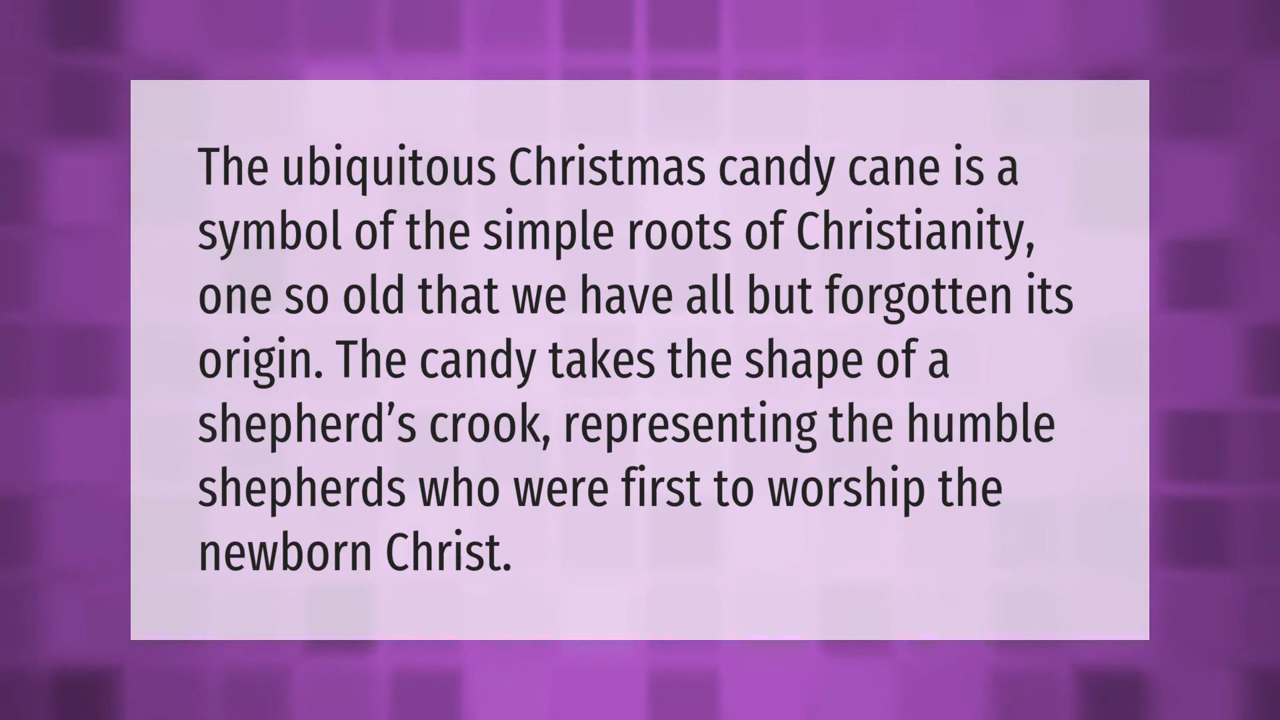 The ubiquitous Christmas candy cane is a
symbol of the simple roots of Christianity,
one so old that we have all but forgotten its
origin. The candy takes the shape of a
shepherd’s crook, representing the humble
shepherds who were first to worship the
newborn Christ.